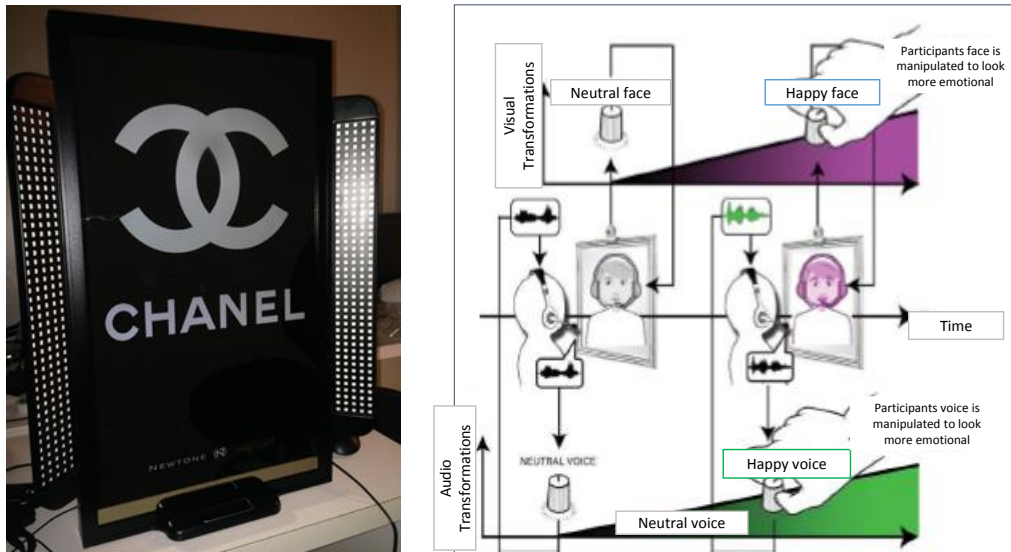 CHANEL
NEWTONE
Visual
Transformations
Neutral face
Happy face
Participants face is
manipulated to look
more emotional
Time
Audio
Transformations
NEUTRAL VOICE
Happy voice
Neutral voice
Participants voice is
manipulated to look
more emotional